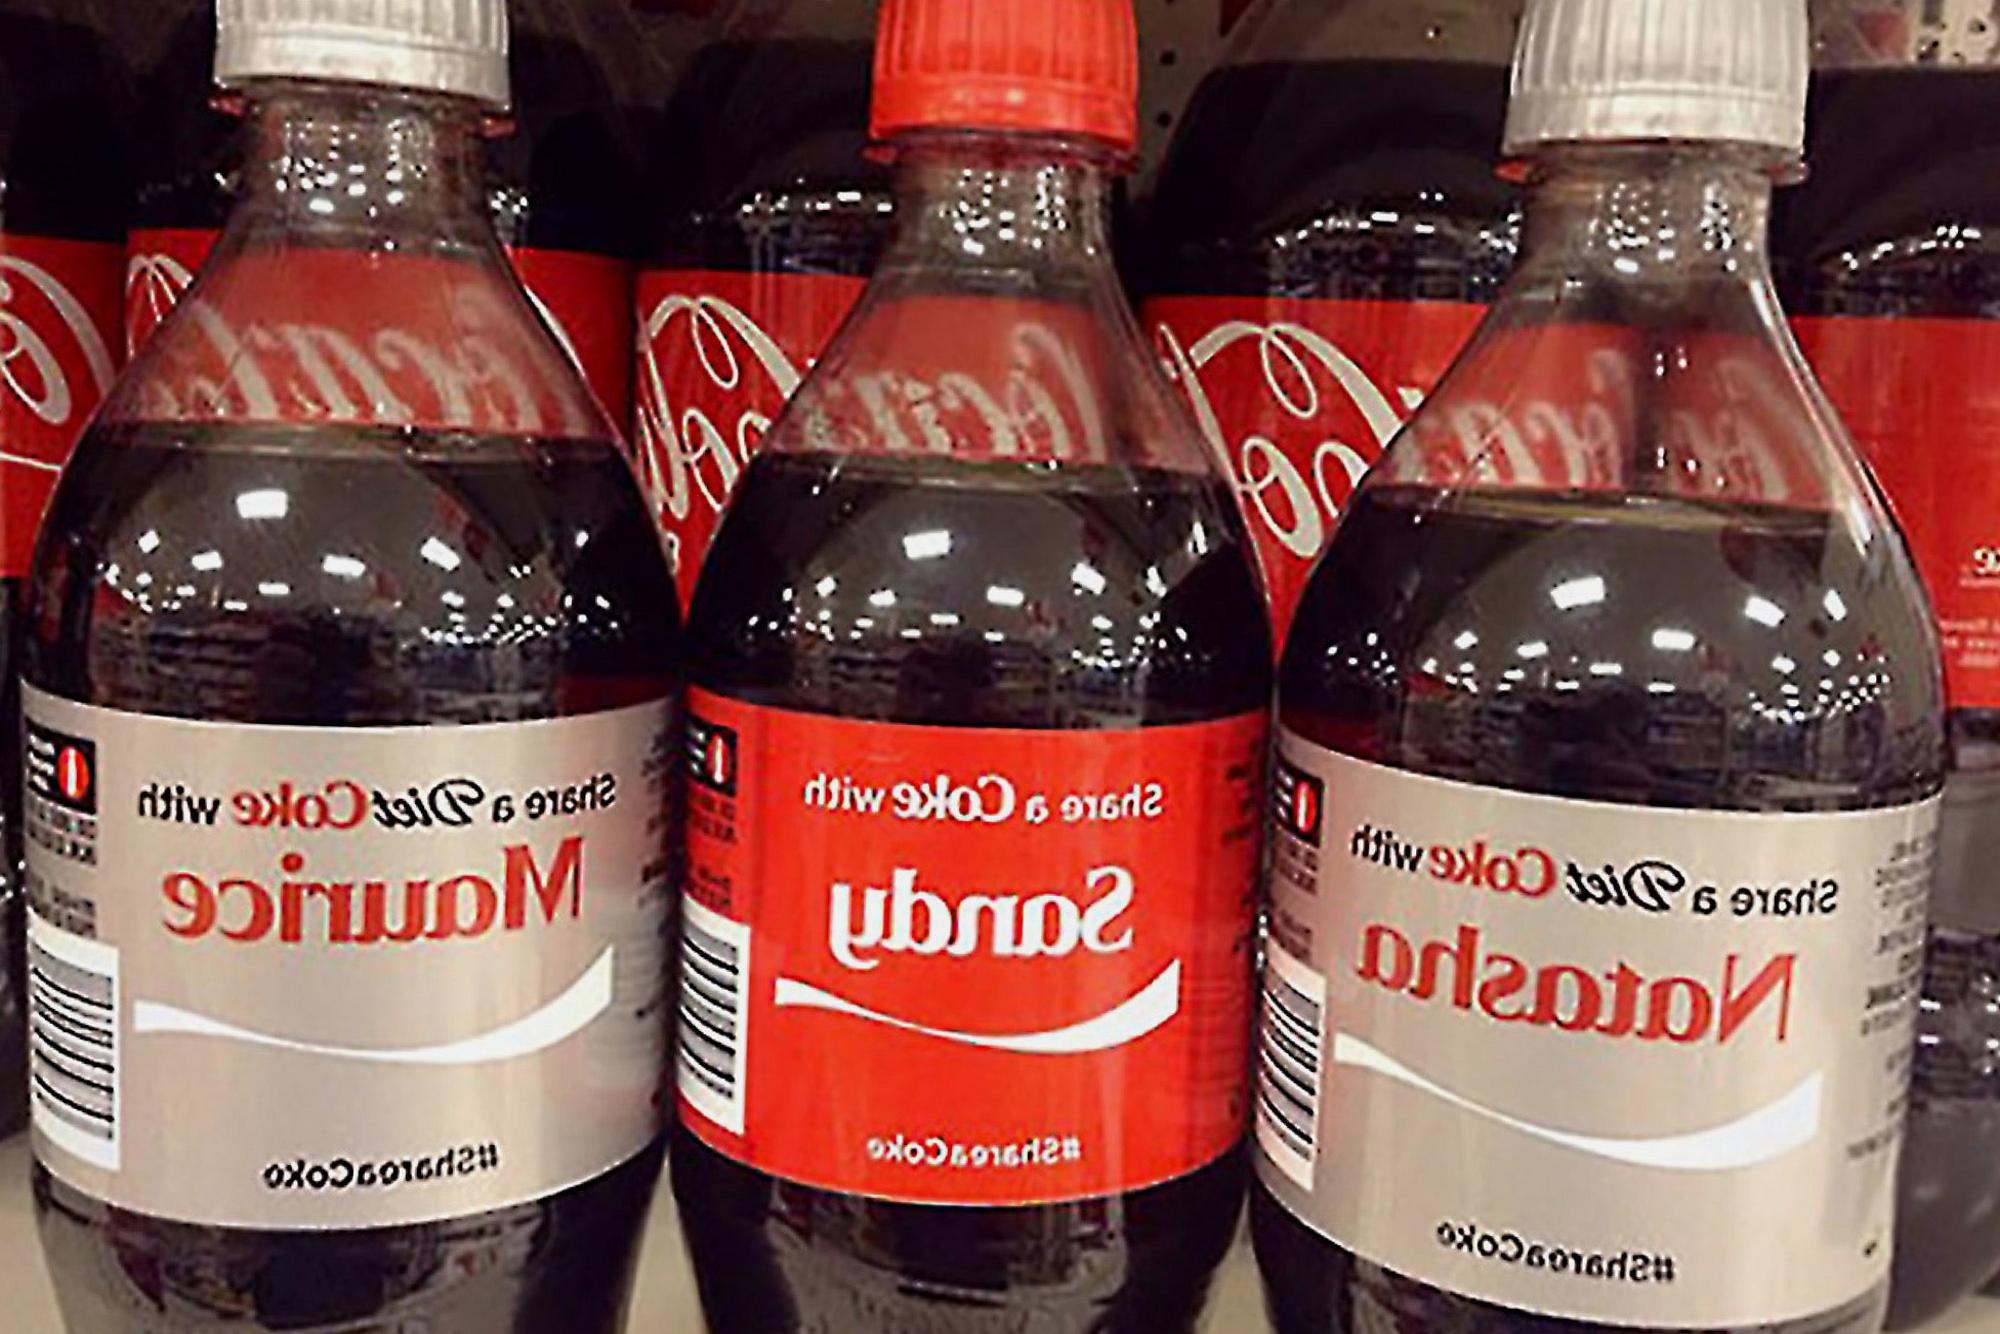 Share a Diet Coke with
Maurice
#ShareaCoke
Share a Coke with
Sandy
#ShareaCoke
Share a Diet Coke with
Natasha
#ShareaCoke